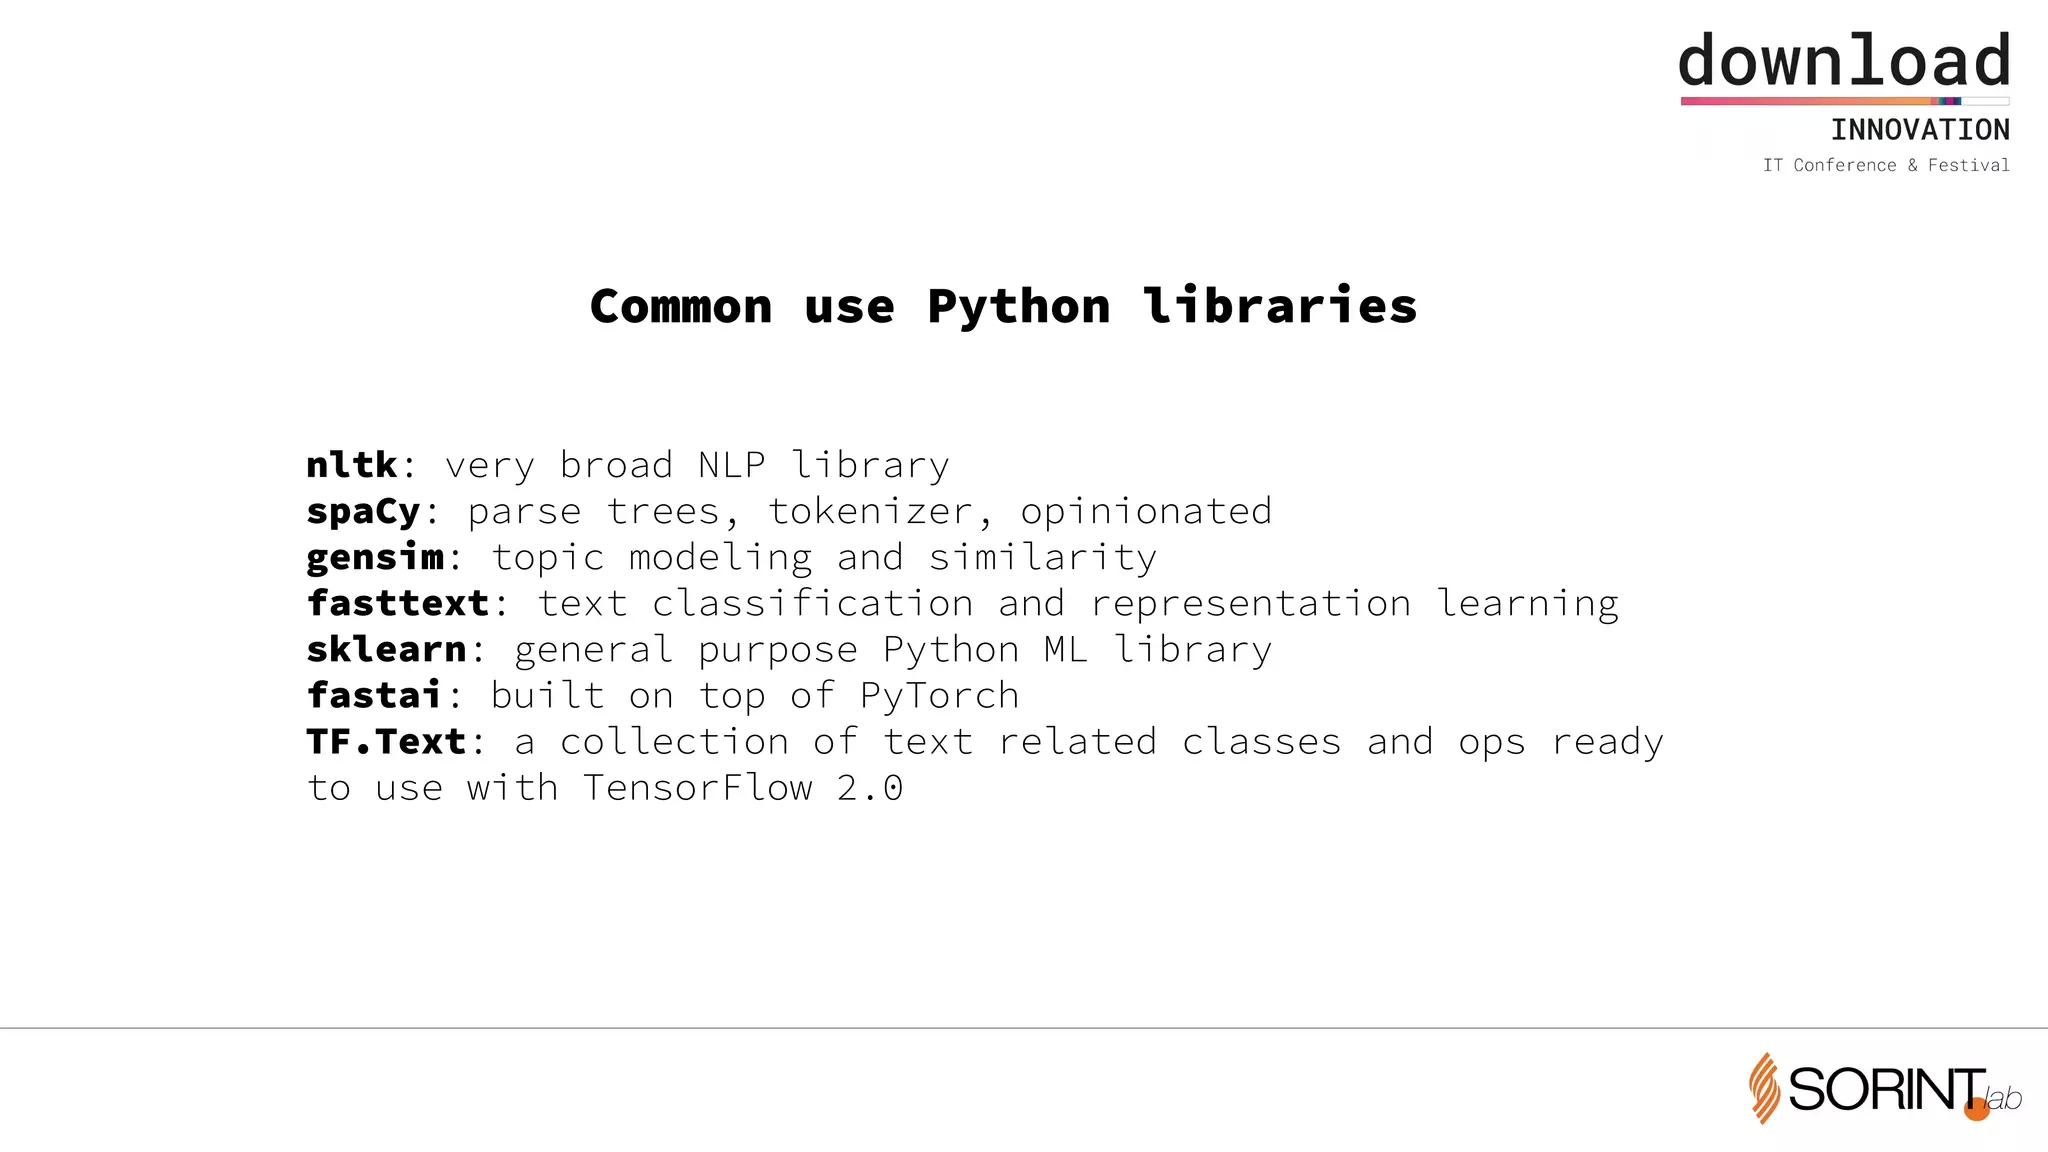 download
INNOVATION
IT Conference & Festival
Common use Python libraries
nltk: very broad NLP library
spaCy: parse trees, tokenizer, opinionated
gensim: topic modeling and similarity
fasttext: text classification and representation learning
sklearn: general purpose Python ML library
fastai: built on top of PyTorch
TF.Text: a collection of text related classes and ops ready
to use with TensorFlow 2.0
SORINT.lab